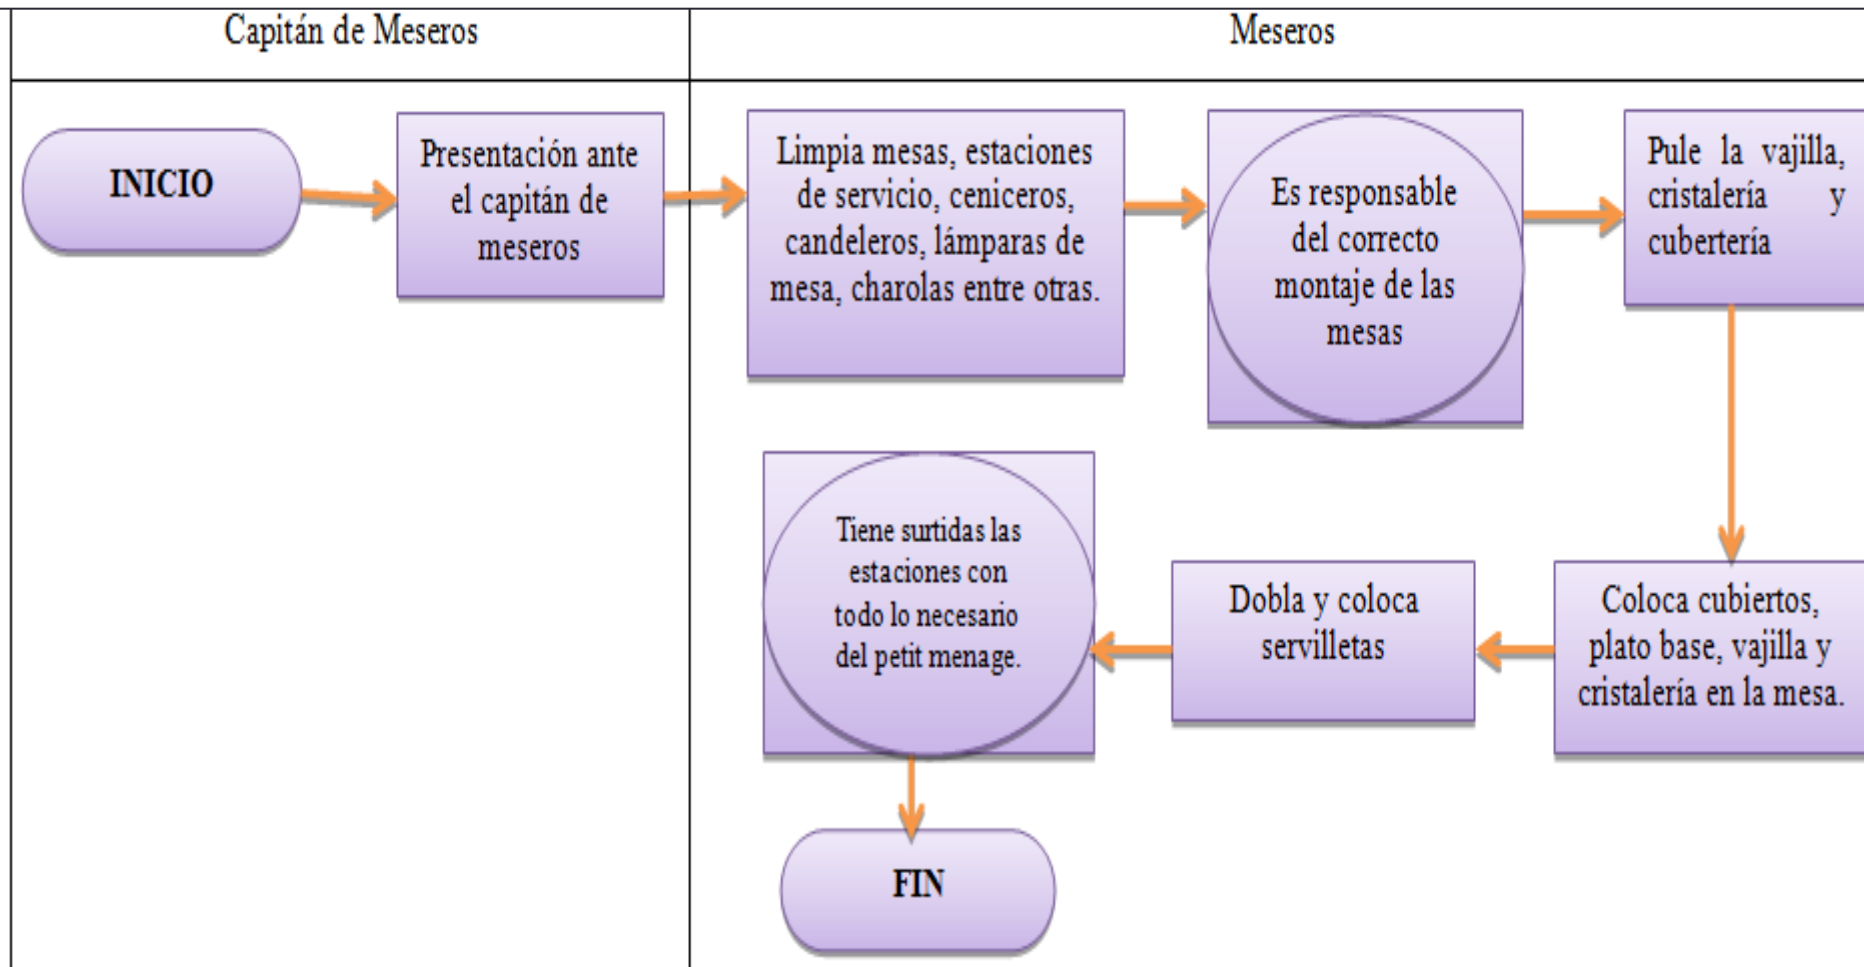 Capitán de Meseros
Meseros
INICIO
Presentación ante
el capitán de
meseros
Limpia mesas, estaciones
de servicio, ceniceros,
candeleros, lámparas de
mesa, charolas entre otras.
Es responsable
del correcto
montaje de las
mesas
Pule la vajilla,
cristalería y
cubertería
Coloca cubiertos,
plato base, vajilla y
cristalería en la mesa.
Dobla y coloca
servilletas
Tiene surtidas las
estaciones con
todo lo necesario
del petit menage.
FIN